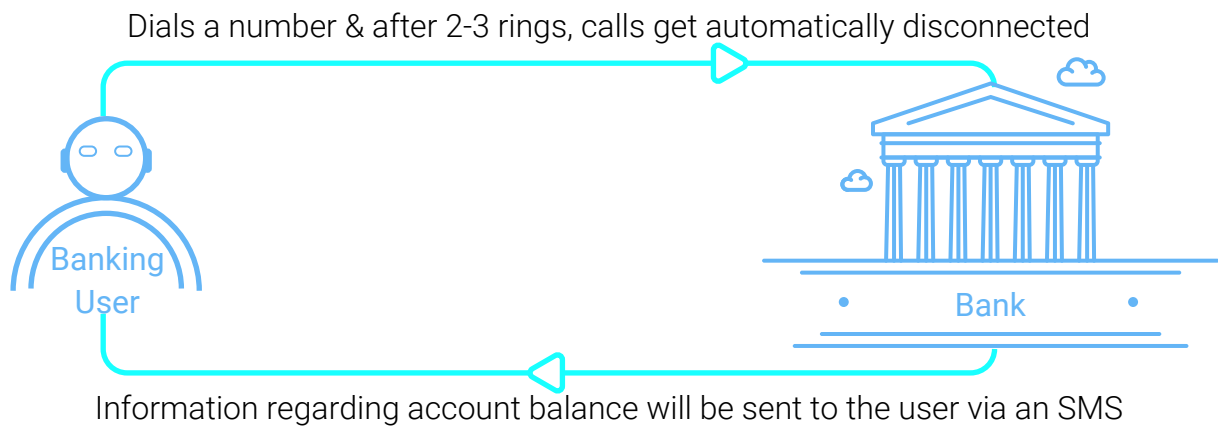 Dials a number & after 2-3 rings, calls get automatically disconnected
Banking
User
Bank
Information regarding account balance will be sent to the user via an SMS